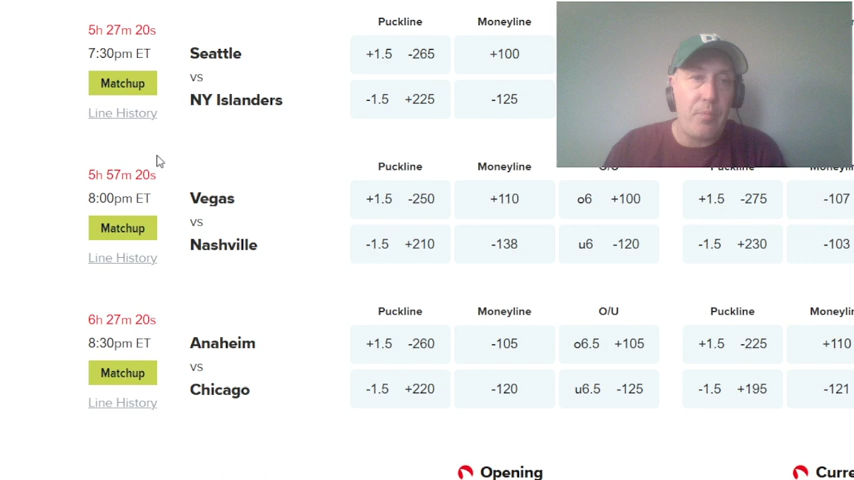 Puckline Moneyline
5h 27m 20s
7:30pm ET Seattle +1.5 -265 +100
Matchup vs
NY Islanders -1.5 +225 -125
Line History
Puckline Moneyline Puckline
5h 57m 20s
8:00pm ET Vegas +1.5 -250 +110 o6 +100 +1.5 -275 -107
Matchup vs
Nashville -1.5 +210 -138 u6 -120 -1.5 +230 -103
Line History
Puckline Moneyline O/U Puckline Moneylin
6h 27m 20s
8:30pm ET Anaheim +1.5 -260 -105 o6.5 +105 +1.5 -225 +110
Matchup vs
Chicago -1.5 +220 -120 u6.5 -125 -1.5 +195 -121
Line History
Opening Curre